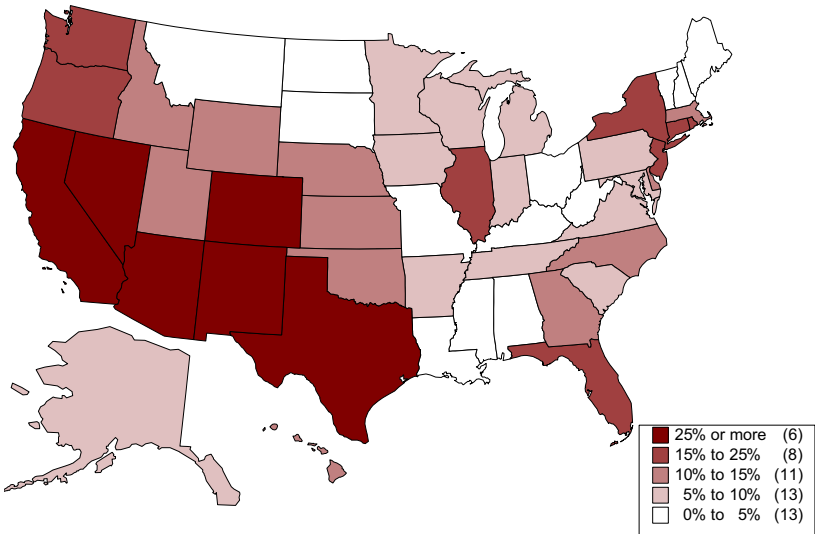 25% or more (6)
15% to 25% (8)
10% to 15% (11)
5% to 10% (13)
0% to 5% (13)